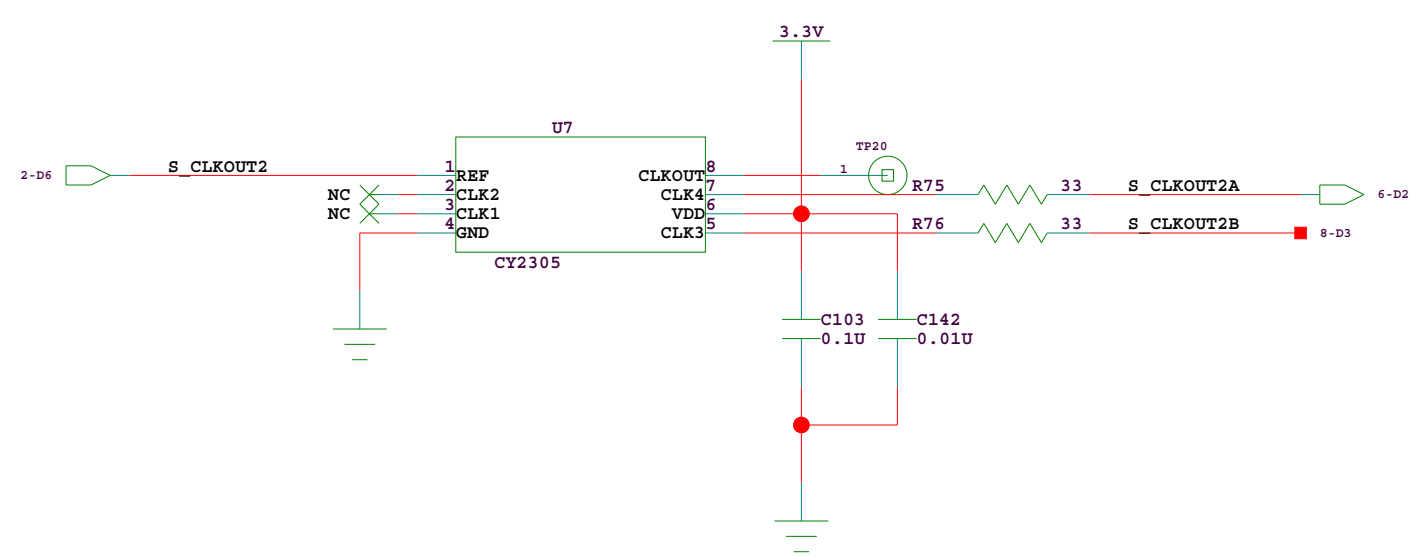 3.3V
U7
TP20
2-D6
S_CLKOUT2
1
REF
CLKOUT
8
1
NC
2
CLK2
CLK4
7
R75
33
S_CLKOUT2A
6-D2
NC
3
CLK1
VDD
6
4
GND
CLK3
5
R76
33
S_CLKOUT2B
8-D3
CY2305
C103
0.1U
C142
0.01U